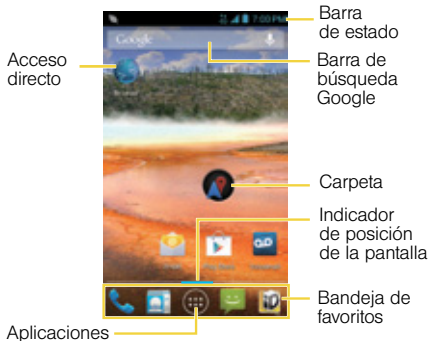 7:00 PM
Barra
de estado
Google
Acceso
directo
Barra de
búsqueda
Google
Carpeta
Indicador
de posición
de la pantalla
Bandeja de
favoritos
Aplicaciones